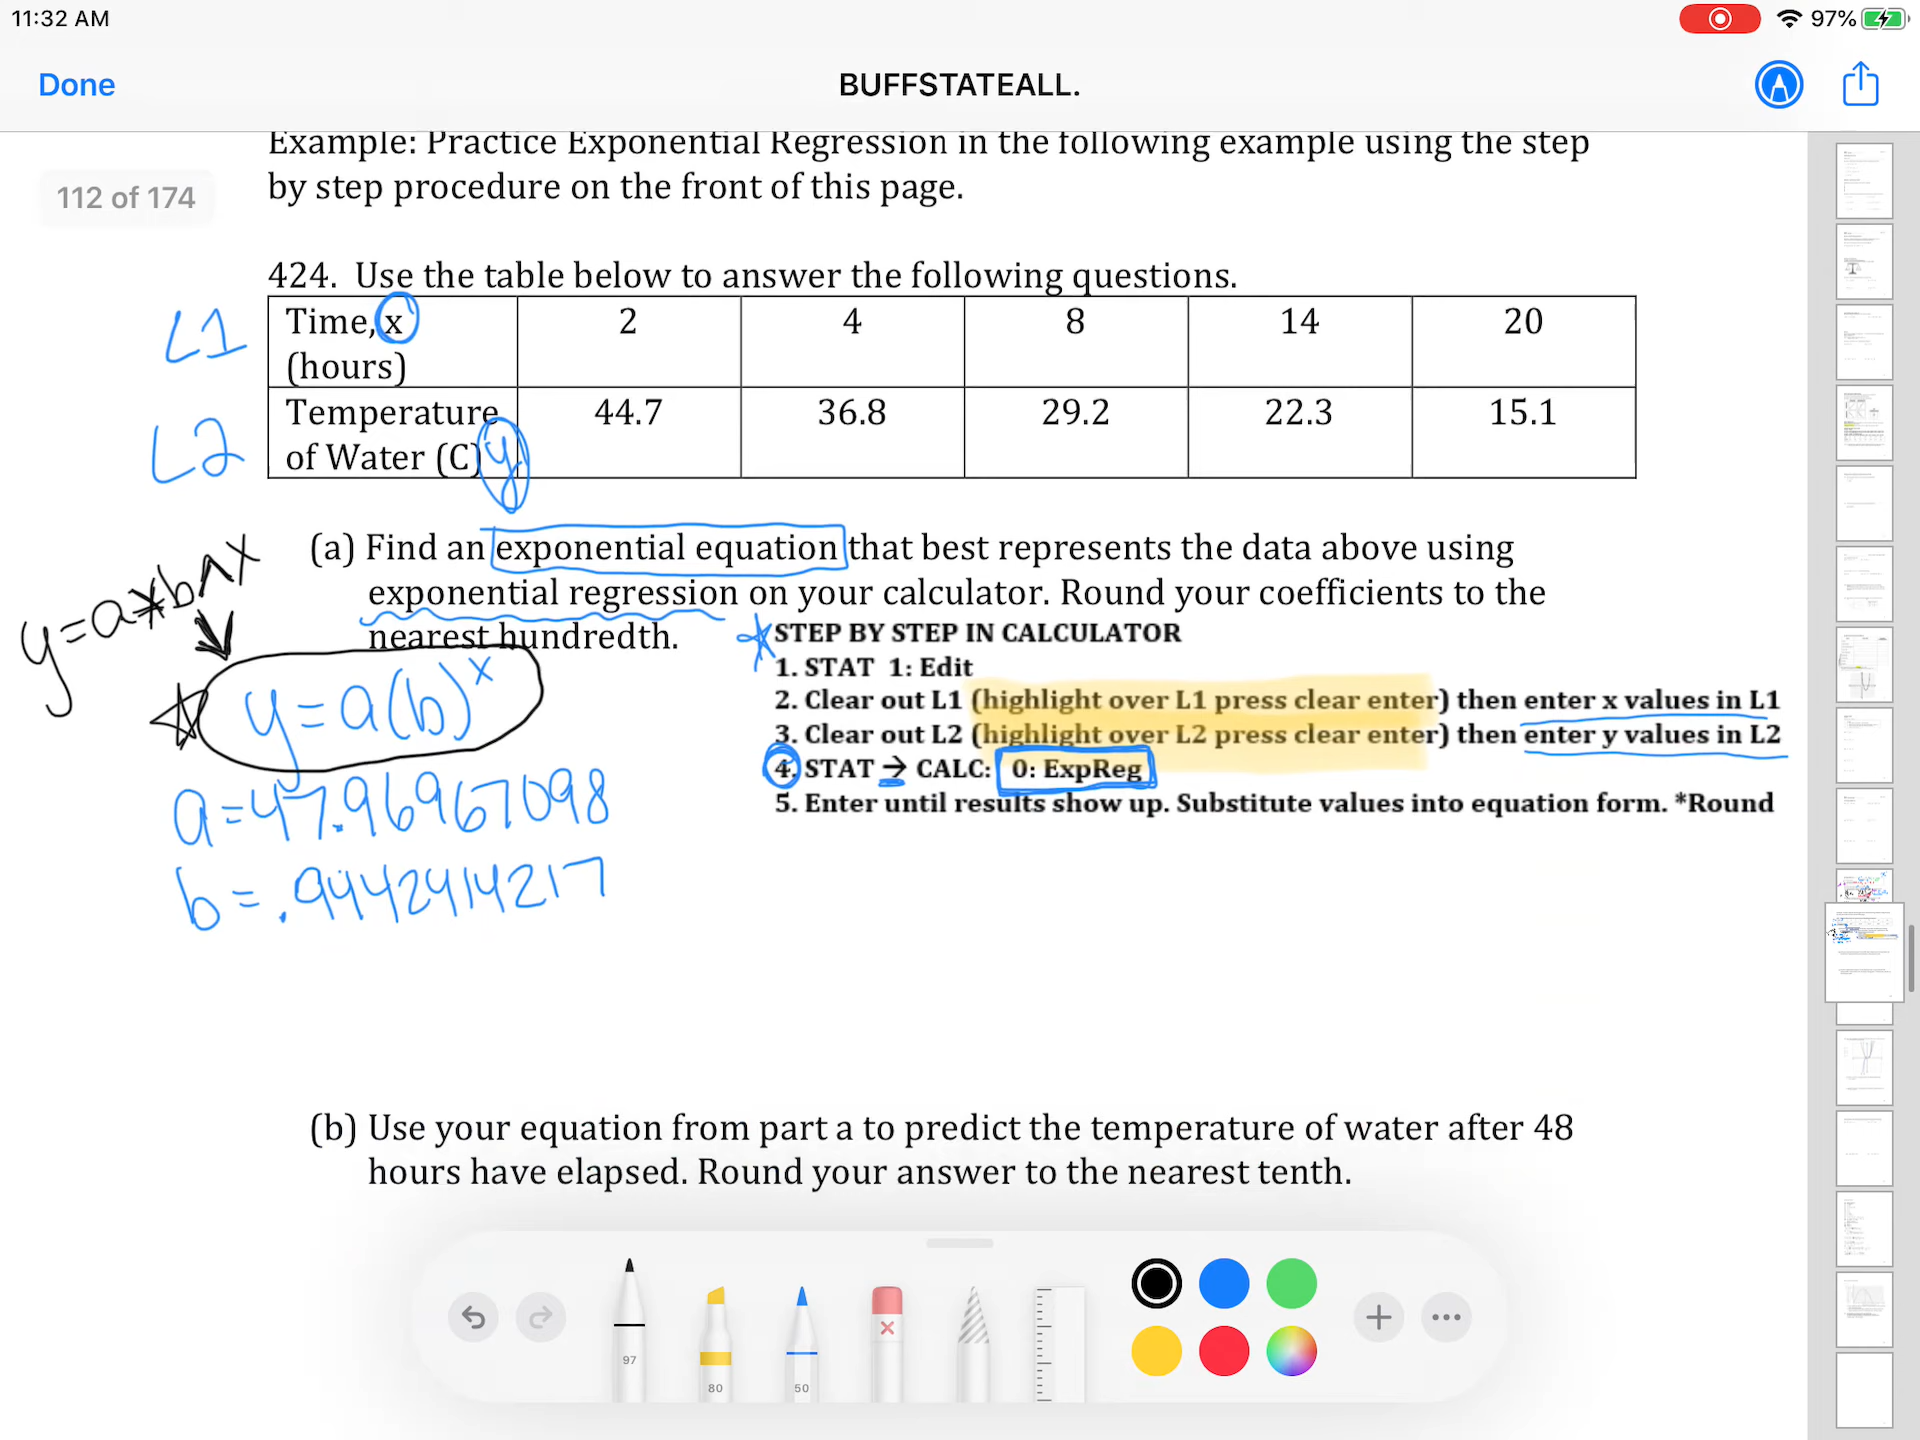 11:32 AM
97%
Done
BUFFSTATEALL.
112 of 174
Example: Practice Exponential Regression in the following example using the step
by step procedure on the front of this page.
424. Use the table below to answer the following questions.
L1
Time, x 2 4 8 14 20
(hours)
L2
Temperature 44.7 36.8 29.2 22.3 15.1
of Water (C) y
(a) Find an exponential equation that best represents the data above using
exponential regression on your calculator. Round your coefficients to the
nearest hundredth.
y=a*b^x
y=a(b)^x
a=47.96967098
b=.9442414217
*STEP BY STEP IN CALCULATOR
1. STAT 1: Edit
2. Clear out L1 (highlight over L1 press clear enter) then enter x values in L1
3. Clear out L2 (highlight over L2 press clear enter) then enter y values in L2
4. STAT → CALC: 0: ExpReg
5. Enter until results show up. Substitute values into equation form. *Round
(b) Use your equation from part a to predict the temperature of water after 48
hours have elapsed. Round your answer to the nearest tenth.
97
80
50